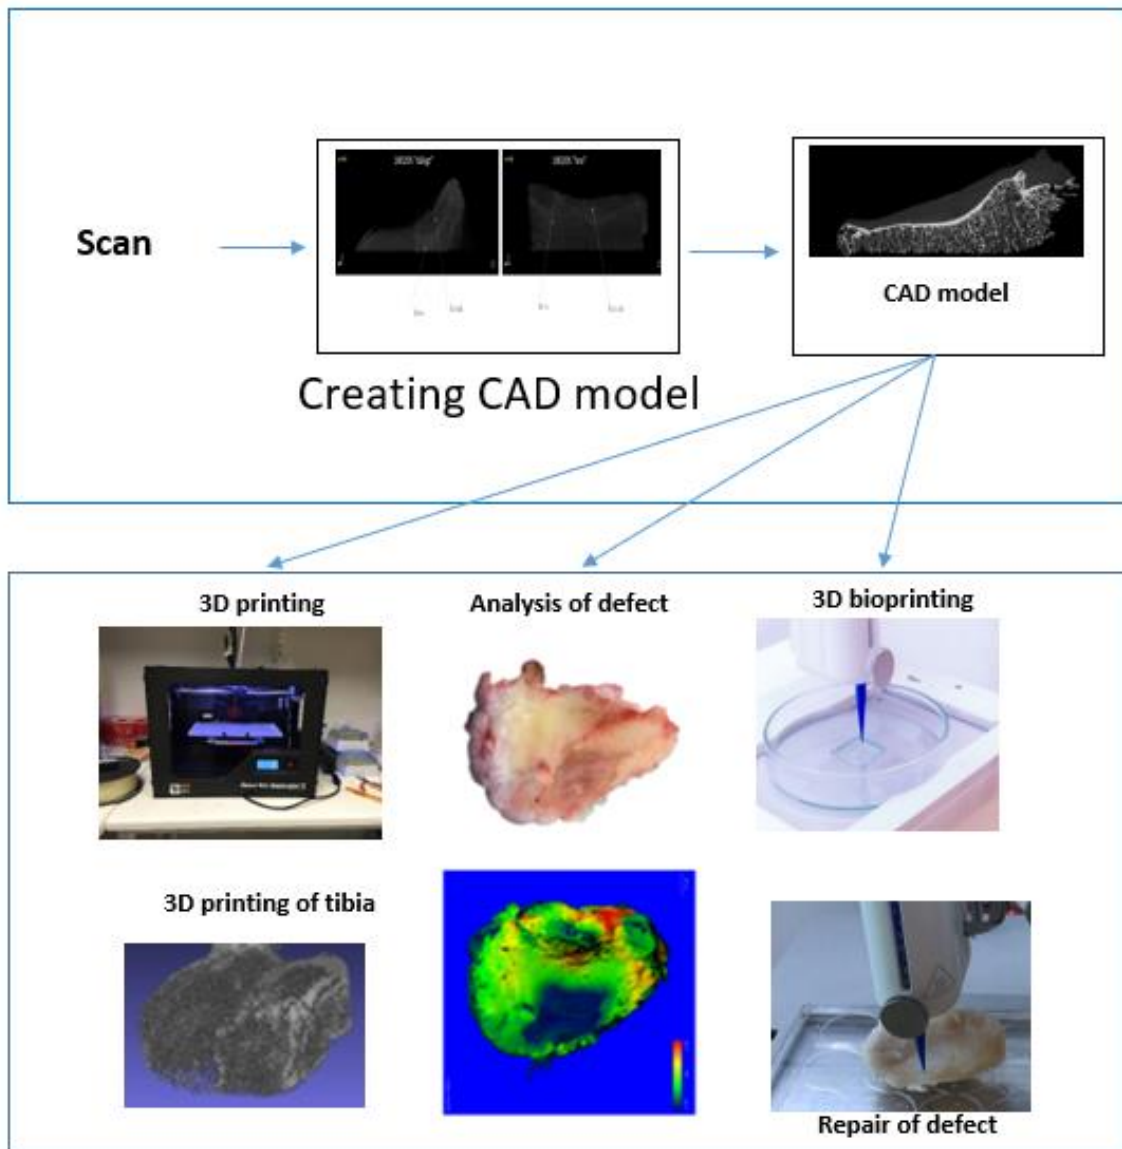 Scan
CAD model
Creating CAD model
3D printing
Analysis of defect
3D bioprinting
3D printing of tibia
Repair of defect